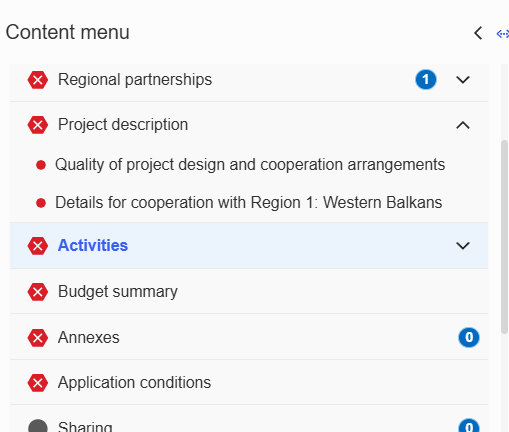 Content menu
Regional partnerships 1
Project description
Quality of project design and cooperation arrangements
Details for cooperation with Region 1: Western Balkans
Activities
Budget summary
Annexes 0
Application conditions
Sharing 0